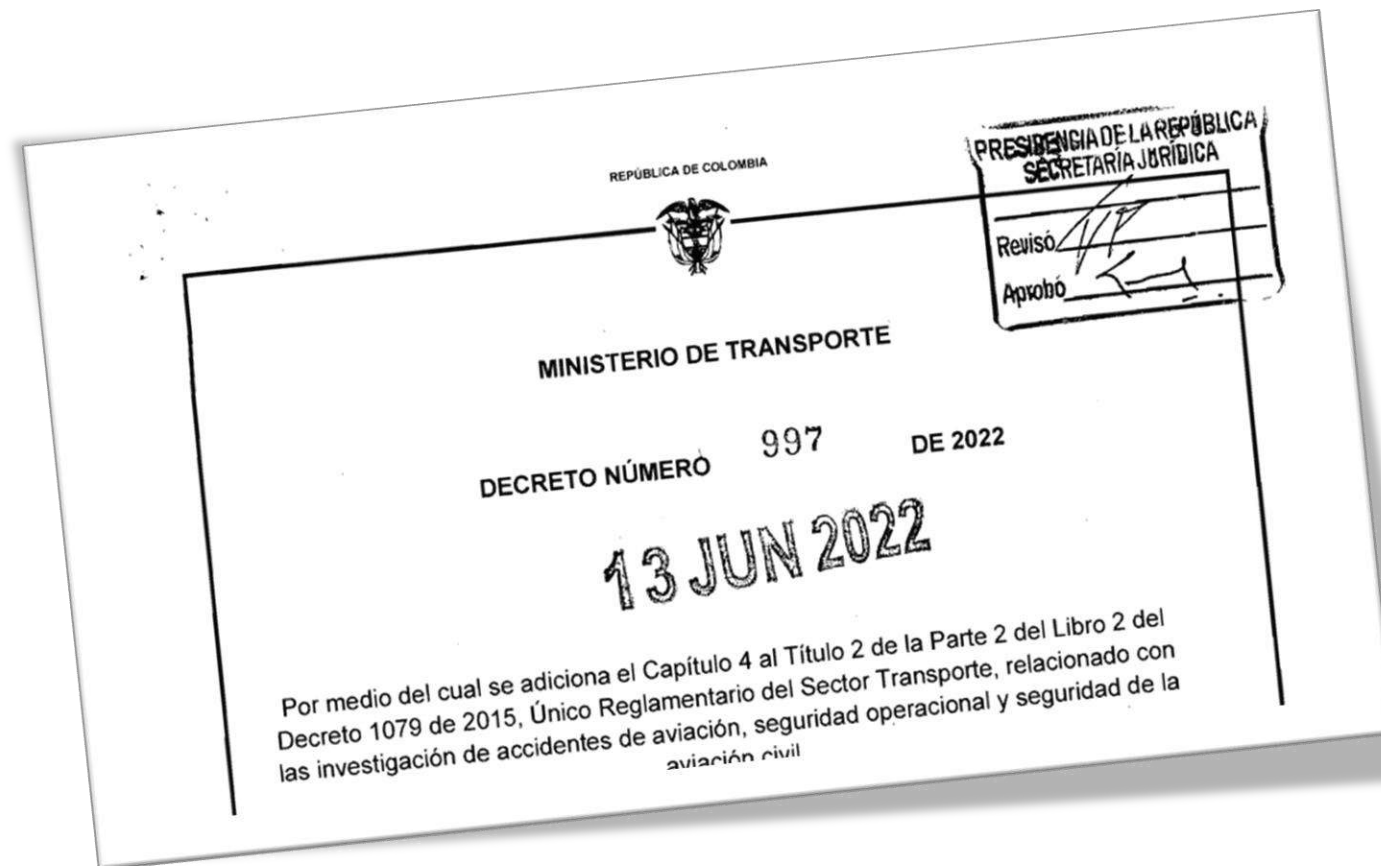 REPÚBLICA DE COLOMBIA
PRESIDENCIA DE LA REPÚBLICA
SECRETARÍA JURÍDICA
Revisó
Aprobó
MINISTERIO DE TRANSPORTE
DECRETO NÚMERO 997 DE 2022
13 JUN 2022
Por medio del cual se adiciona el Capítulo 4 al Título 2 de la Parte 2 del Libro 2 del
Decreto 1079 de 2015, Único Reglamentario del Sector Transporte, relacionado con
las investigación de accidentes de aviación, seguridad operacional y seguridad de la
aviación civil